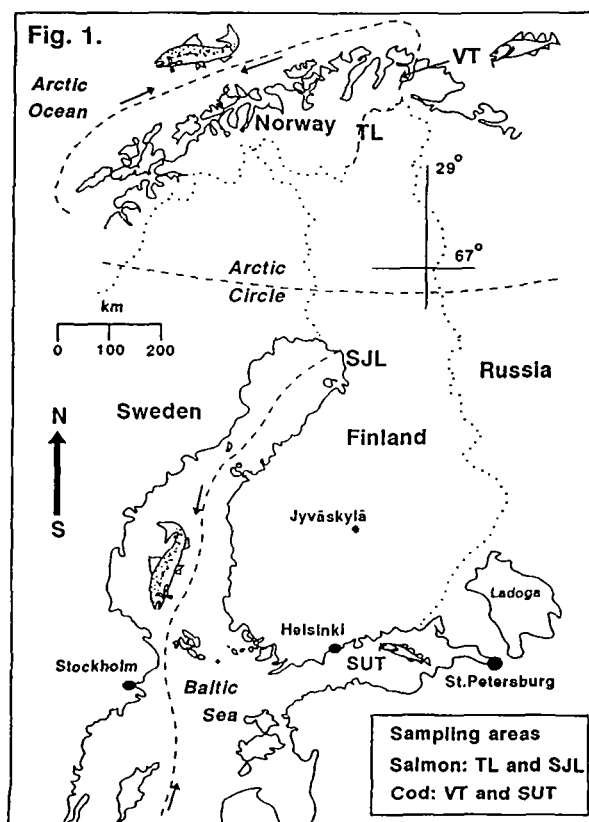 Fig. 1.
VT
Arctic
Ocean
Norway
TL
29°
67°
Arctic
Circle
km
0 100 200
SJL
Russia
Sweden
N
S
Finland
Jyväskylä
Ladoga
Helsinki
SUT
Stockholm
St.Petersburg
Baltic
Sea
Sampling areas
Salmon: TL and SJL
Cod: VT and SUT